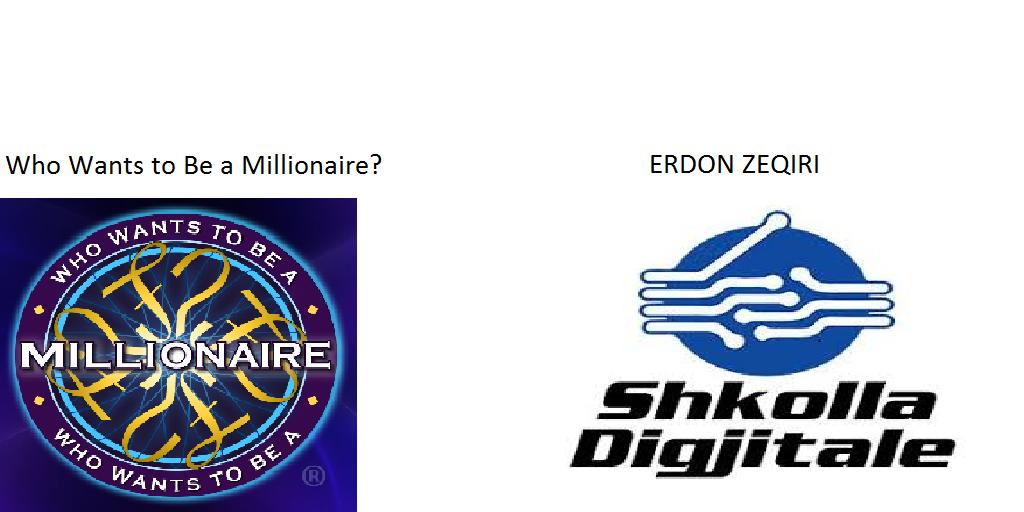 Who Wants to Be a Millionaire?
ERDON ZEQIRI
WHO WANTS TO BE A
MILLIONAIRE
WHO WANTS TO BE A
®
Shkolla
Digjitale